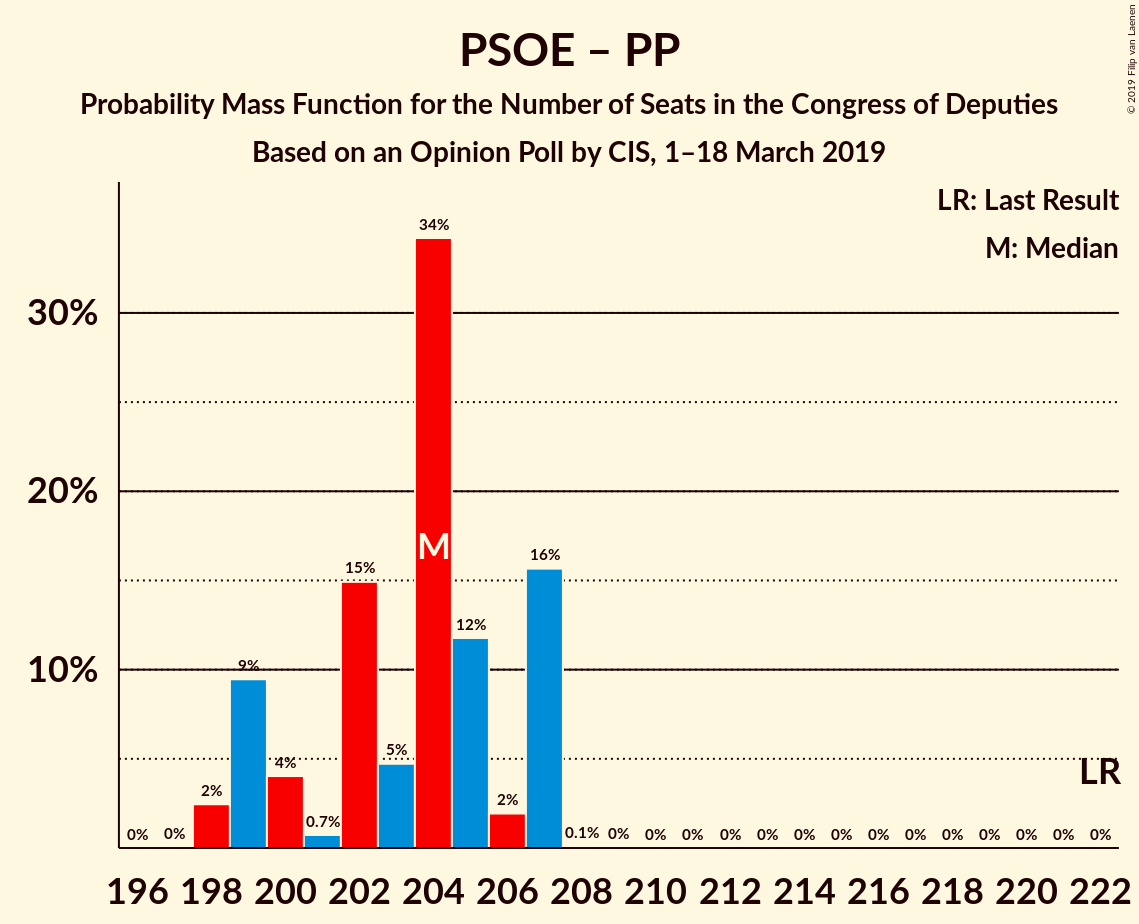 PSOE – PP
Probability Mass Function for the Number of Seats in the Congress of Deputies
Based on an Opinion Poll by CIS, 1–18 March 2019
© 2019 Filip van Laenen
LR: Last Result
M: Median
30%
20%
10%
0% 0% 2% 9% 4% 0.7% 15% 5% 34% 12% 2% 16% 0.1% 0% 0% 0% 0% 0% 0% 0% 0% 0% 0% 0% 0% 0% 0%
M
LR
196 198 200 202 204 206 208 210 212 214 216 218 220 222